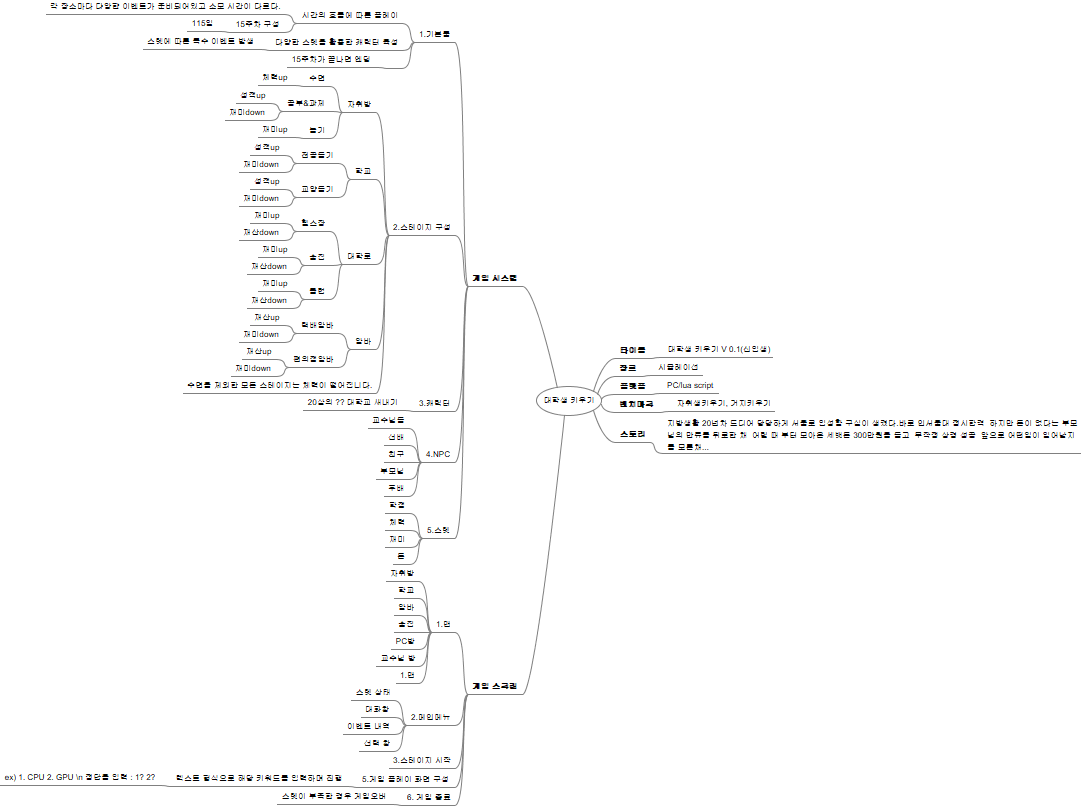 각 장소마다 다양한 이벤트가 준비되어있고 소모 시간이 다르다.
시간의 흐름에 따른 플레이
115일
15주차 구성
1.기본룰
스텟에 따른 특수 이벤트 발생
다양한 스텟을 활용한 캐릭터 육성
15주차가 끝나면 엔딩
체력up
수면
성적up
공부&과제
자취방
재미down
재미up
놀기
성적up
전공듣기
재미down
학교
성적up
교양듣기
재미down
재미up
헬스장
재산down
2.스테이지 구성
재미up
술집
대학로
재산down
게임 시스템
재미up
클럽
재산down
재산up
택배알바
재미down
알바
재산up
편의점알바
재미down
수면을 제외한 모든 스테이지는 체력이 떨어진다.
20살의 ?? 대학교 새내기
3.캐릭터
교수님들
선배
친구
4.NPC
부모님
후배
학점
체력
5.스텟
재미
돈
자취방
학교
알바
술집
1.맵
PC방
교수님 방
1.맵
게임 스크린
스텟 상태
대화창
2.메인메뉴
이벤트 내역
선택 창
3.스테이지 시작
ex) 1. CPU 2. GPU \n 정답을 입력 : 1? 2?
텍스트 형식으로 해당 키워드를 입력하며 진행
5.게임 플레이 화면 구성
스텟이 부족한 경우 게임오버
6. 게임 종료
대학생 키우기
타이틀
대학생 키우기 V 0.1(신입생)
장르
시뮬레이션
플랫폼
PC/lua script
벤치마크
자취생키우기, 거지키우기
스토리
지방생활 20년차 드디어 당당하게 서울로 입성할 구실이 생겼다.바로 인서울대 정시합격 하지만 돈이 없다는 부모
님의 만류를 뒤로한 채 어릴 때 부터 모아온 세뱃돈 300만원을 들고 무작정 상경 성공 앞으로 어떤일이 일어날지
를 모른채...